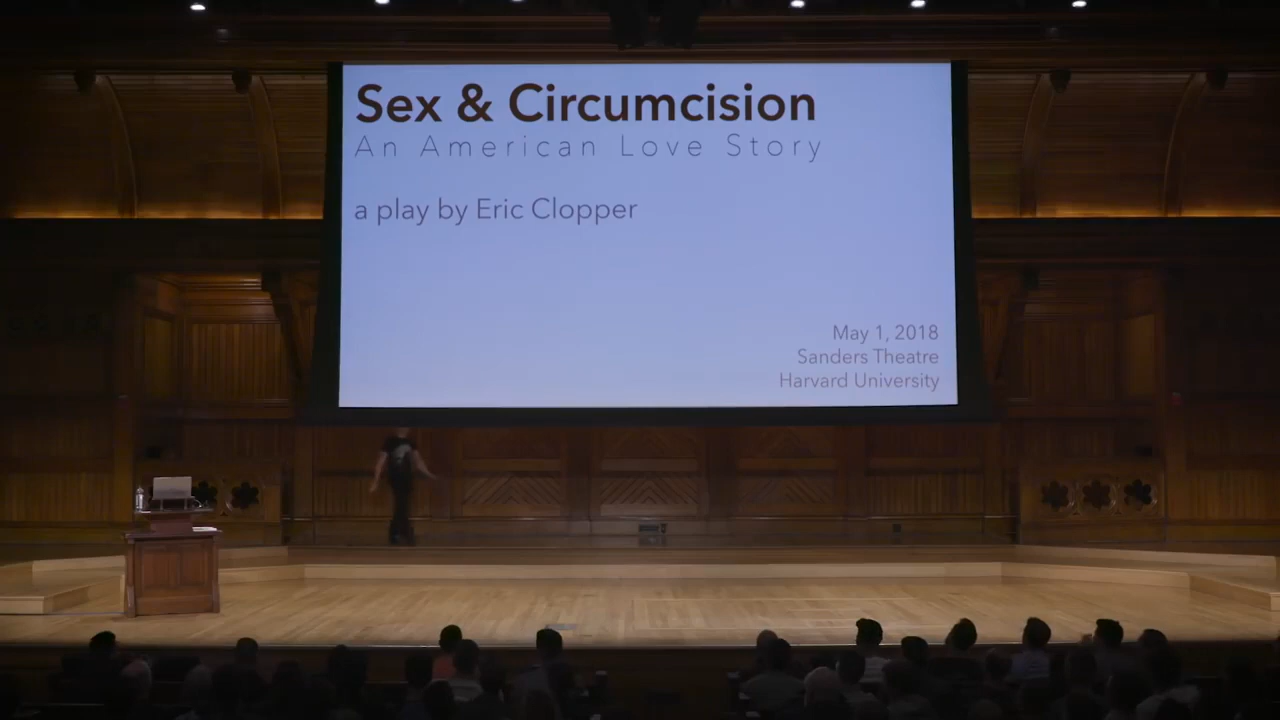 Sex & Circumcision
An American Love Story
a play by Eric Clopper
May 1, 2018
Sanders Theatre
Harvard University